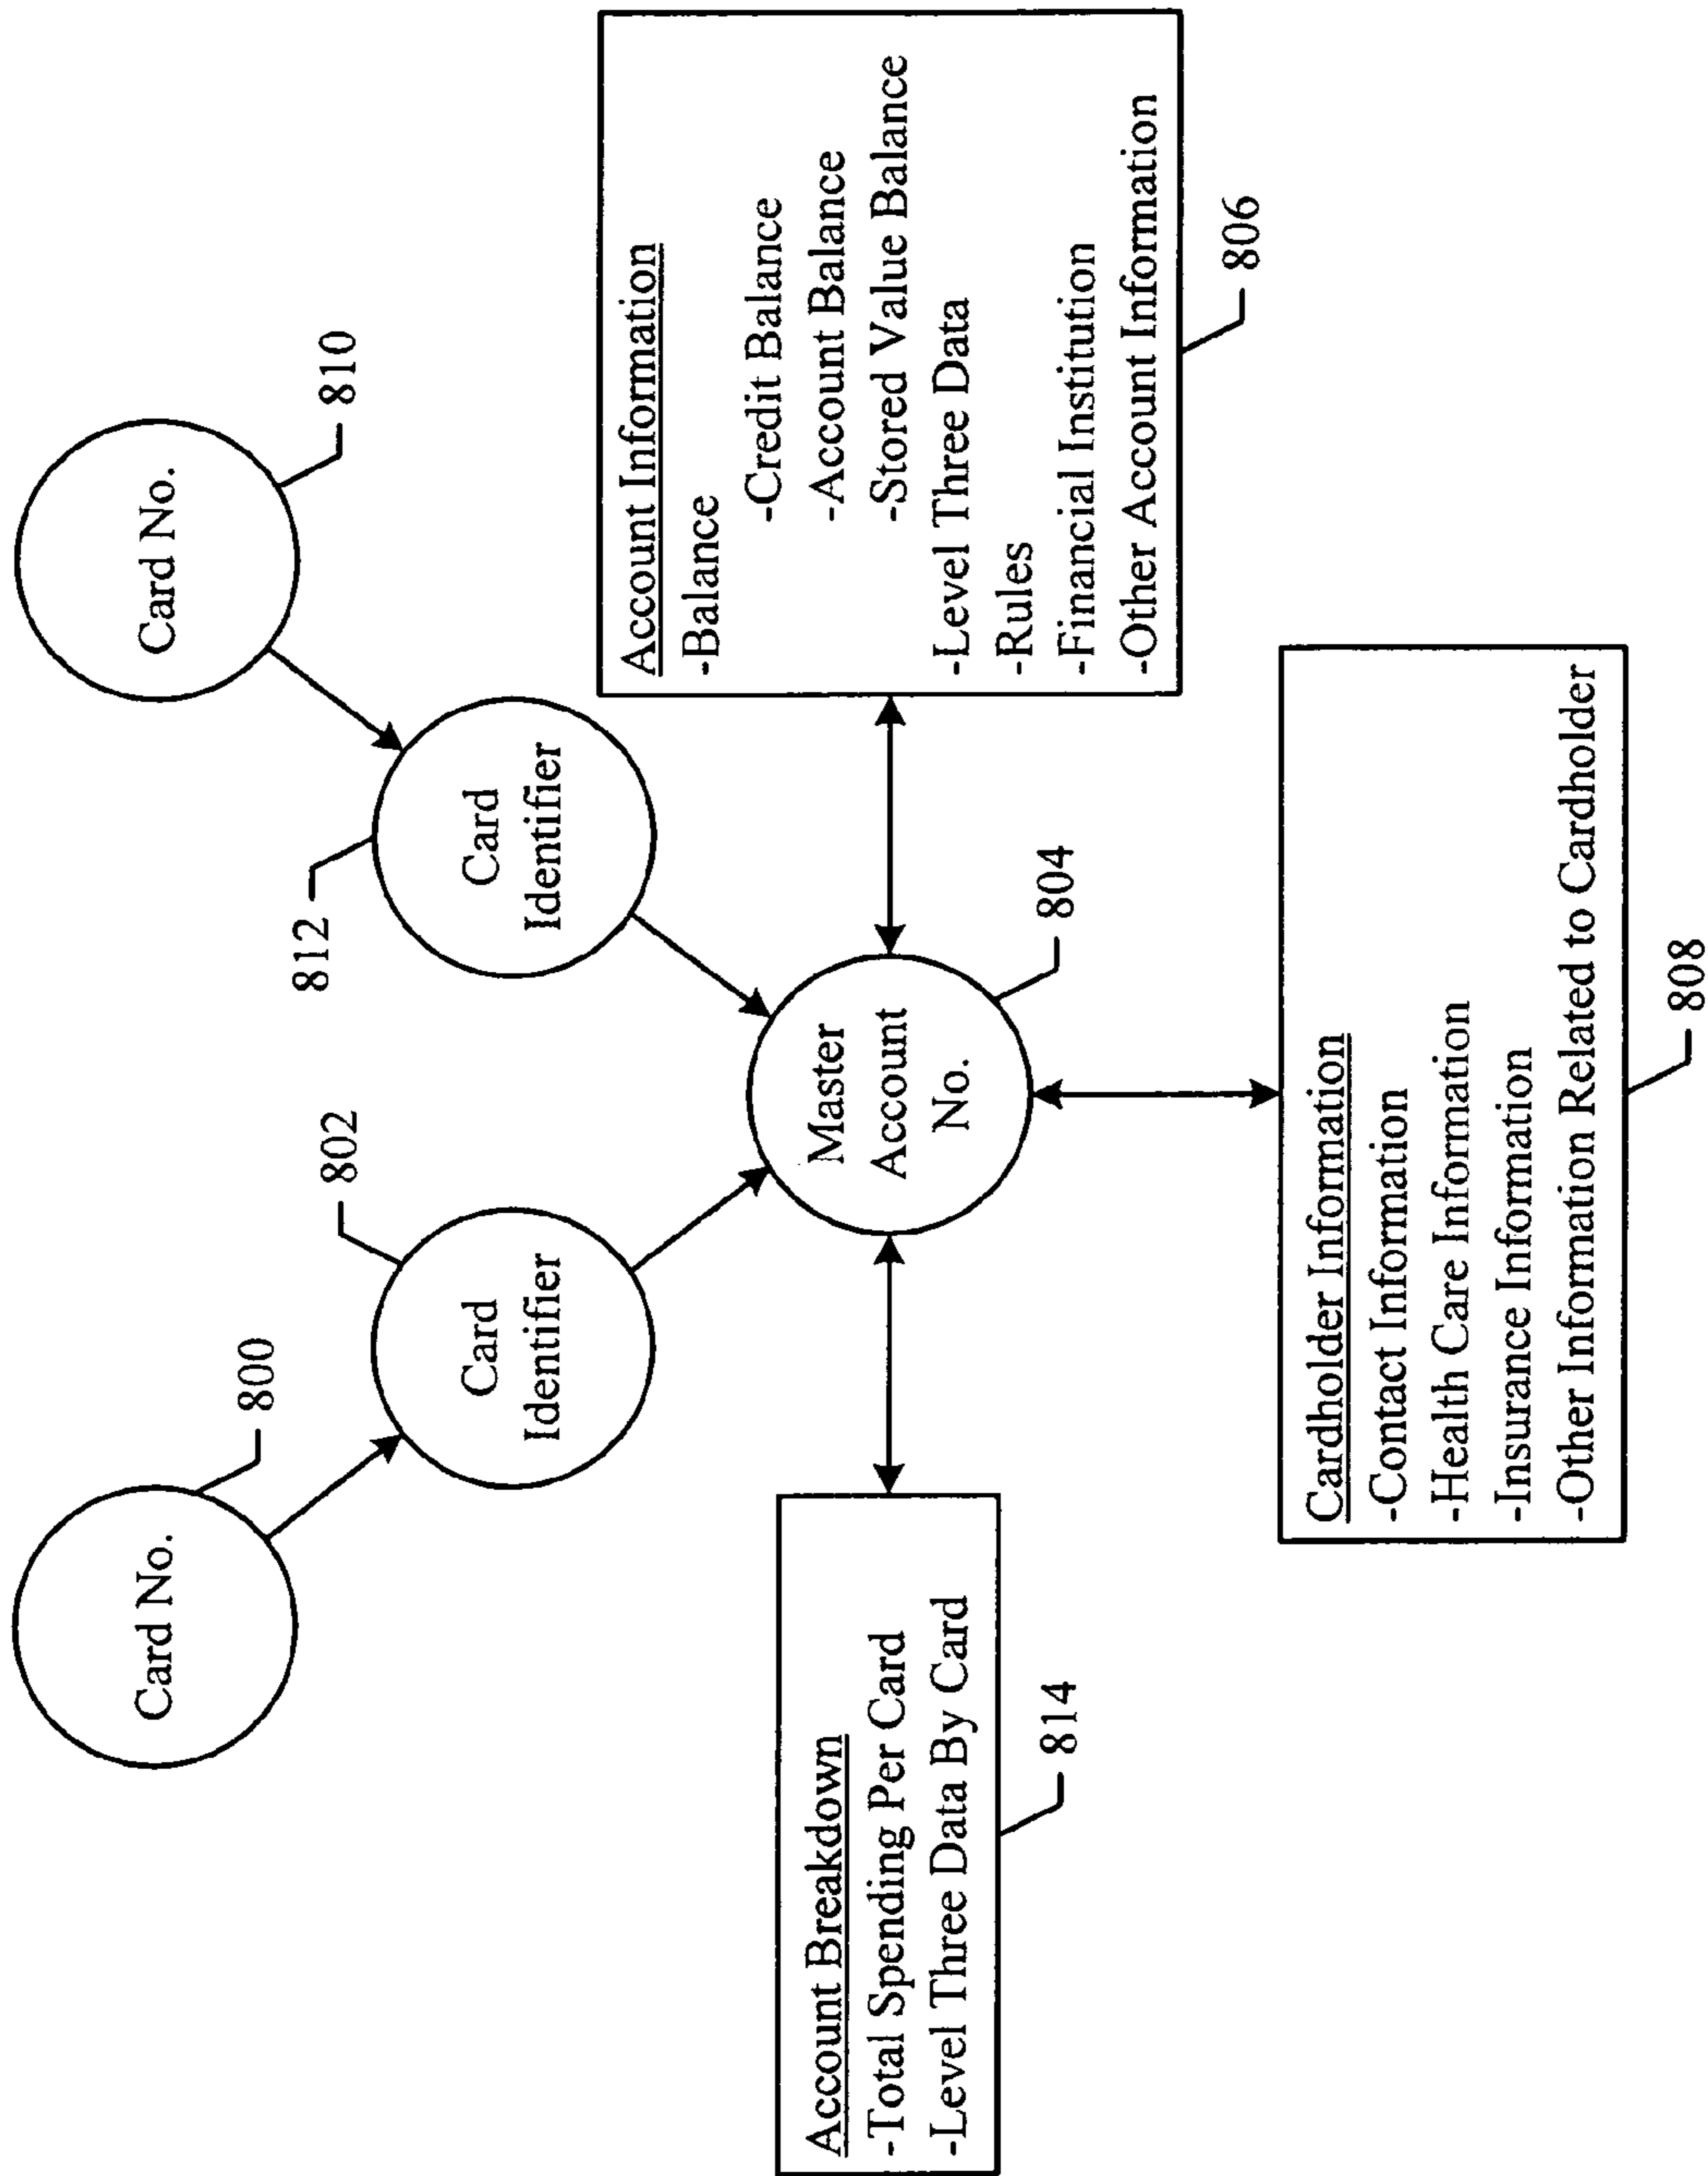 Card No.
800
Card No.
810
Card
Identifier
802
812
Card
Identifier
Master
Account
No.
804
Account Breakdown
-Total Spending Per Card
-Level Three Data By Card
814
Account Information
-Balance
-Credit Balance
-Account Balance
-Stored Value Balance
-Level Three Data
-Rules
-Financial Institution
-Other Account Information
806
Cardholder Information
-Contact Information
-Health Care Information
-Insurance Information
-Other Information Related to Cardholder
808